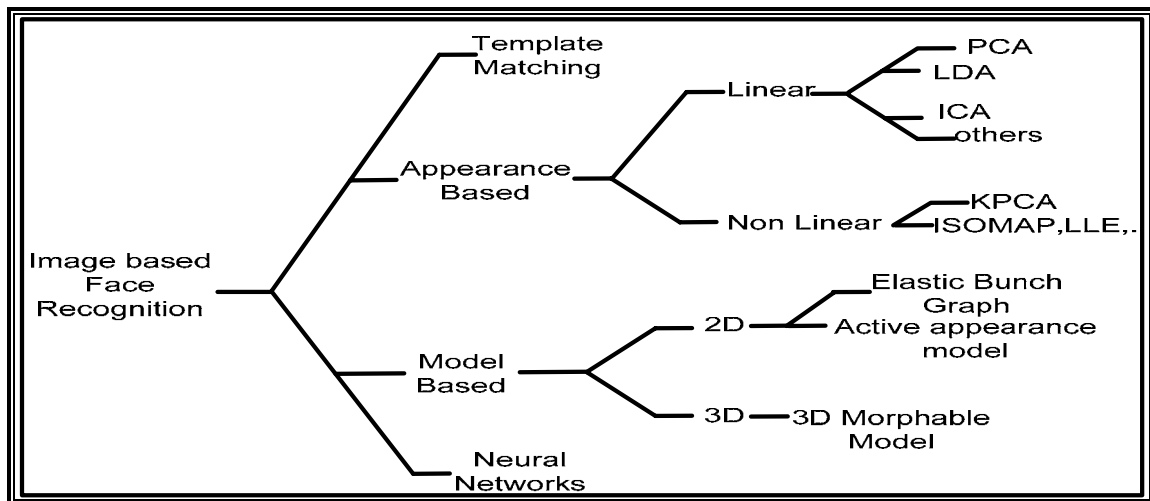 Template
Matching
PCA
LDA
Linear
ICA
others
Appearance
Based
KPCA
Non Linear
ISOMAP,LLE,.
Image based
Face
Recognition
Elastic Bunch
Graph
2D
Active appearance
model
Model
Based
3D
3D Morphable
Model
Neural
Networks